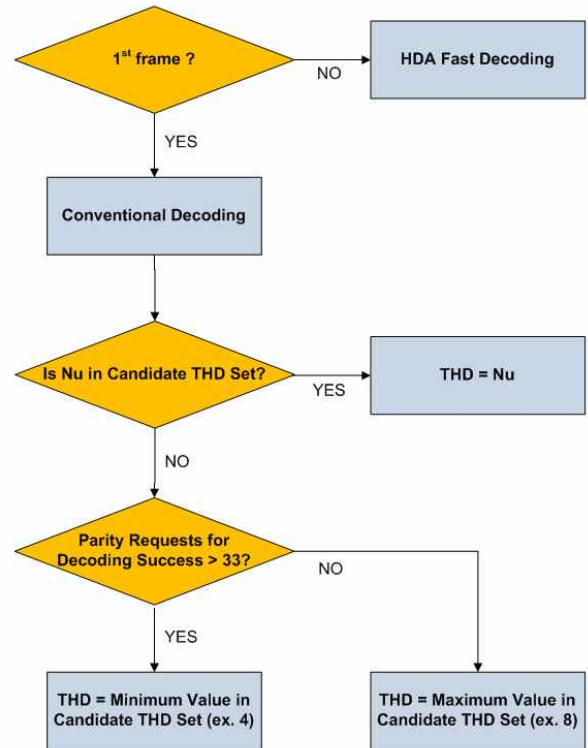 1st frame ?
NO
HDA Fast Decoding
YES
Conventional Decoding
Is Nu in Candidate THD Set?
YES
THD = Nu
NO
Parity Requests for
Decoding Success > 33?
NO
YES
THD = Minimum Value in
Candidate THD Set (ex. 4)
THD = Maximum Value in
Candidate THD Set (ex. 8)